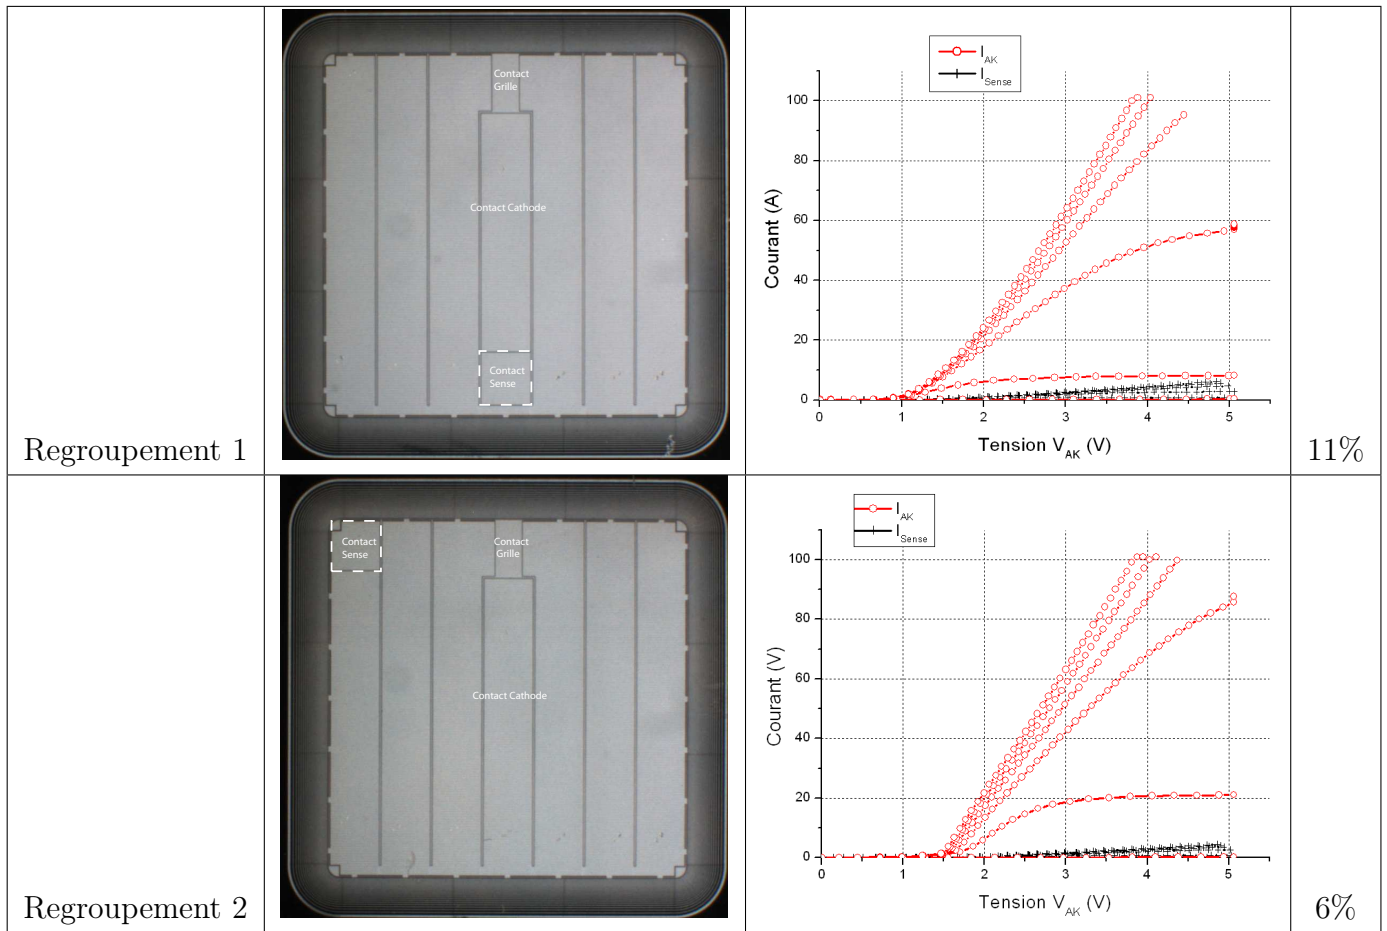 Regroupement 1
Contact
Grille
Contact Cathode
Contact
Sense
I_AK
I_Sense
Courant (A)
100
80
60
40
20
0
0 1 2 3 4 5
Tension V_AK (V)
11%
Regroupement 2
Contact
Sense
Contact
Grille
Contact Cathode
I_AK
I_Sense
Courant (V)
100
80
60
40
20
0
0 1 2 3 4 5
Tension V_AK (V)
6%